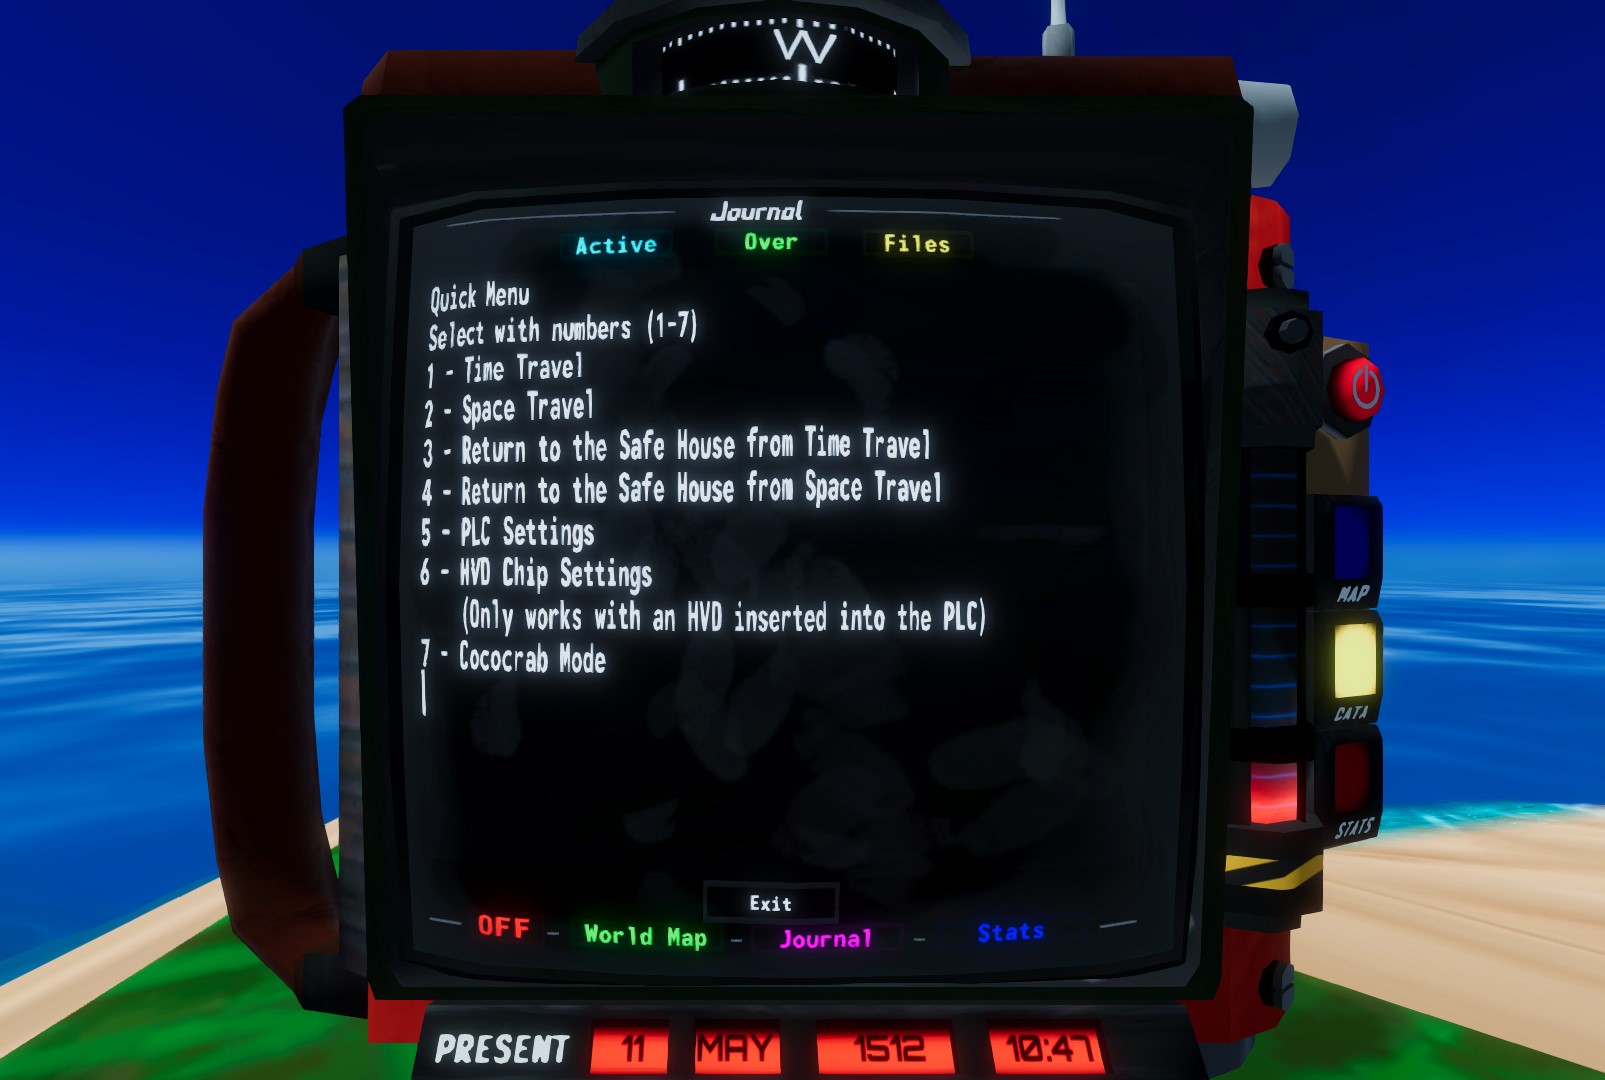 W
Journal
Active Over Files
Quick Menu
Select with numbers (1-7)
1 - Time Travel
2 - Space Travel
3 - Return to the Safe House from Time Travel
4 - Return to the Safe House from Space Travel
5 - PLC Settings
6 - HVD Chip Settings
(Only works with an HVD inserted into the PLC)
7 - Cococrab Mode
Exit
OFF - World Map - Journal - Stats
MAP
CATA
STATS
PRESENT 11 MAY 1512 10:47